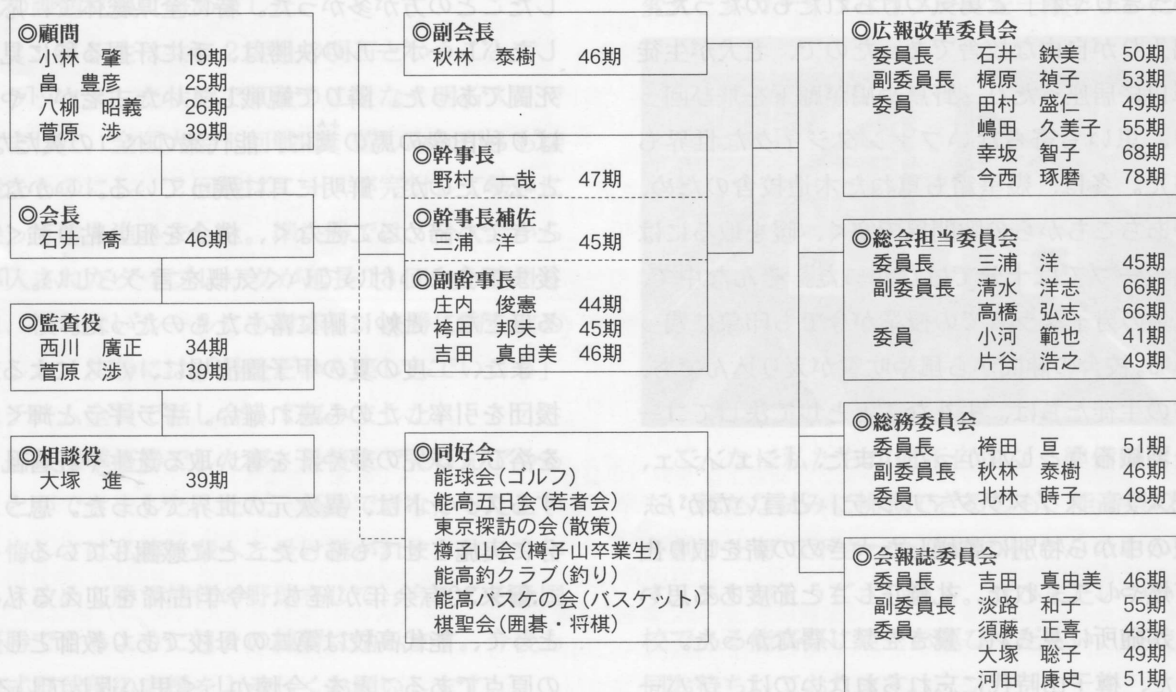 ◎顧問
小林 肇 19期
島 豊彦 25期
八柳 昭義 26期
菅原 渉 39期
◎会長
石井 喬 46期
◎監査役
西川 廣正 34期
菅原 渉 39期
◎相談役
大塚 進 39期
◎副会長
秋林 泰樹 46期
◎幹事長
野村 一哉 47期
◎幹事長補佐
三浦 洋 45期
◎副幹事長
庄内 俊憲 44期
袴田 邦夫 45期
吉田 真由美 46期
◎同好会
能球会(ゴルフ)
能高五日会(若者会)
東京探訪の会(散策)
樽子山会(樽子山卒業生)
能高釣クラブ(釣り)
能高バスケの会(バスケット)
棋聖会(囲碁・将棋)
◎広報改革委員会
委員長 石井 鉄美 50期
副委員長 梶原 禎子 53期
委員 田村 盛仁 49期
嶋田 久美子 55期
幸坂 智子 68期
今西 琢磨 78期
◎総会担当委員会
委員長 三浦 洋 45期
副委員長 清水 洋志 66期
高橋 弘志 66期
委員 小河 範也 41期
片谷 浩之 49期
◎総務委員会
委員長 袴田 亘 51期
副委員長 秋林 泰樹 46期
委員 北林 蒔子 48期
◎会報誌委員会
委員長 吉田 真由美 46期
副委員長 淡路 和子 55期
委員 須藤 正喜 43期
大塚 聡子 49期
河田 康史 51期